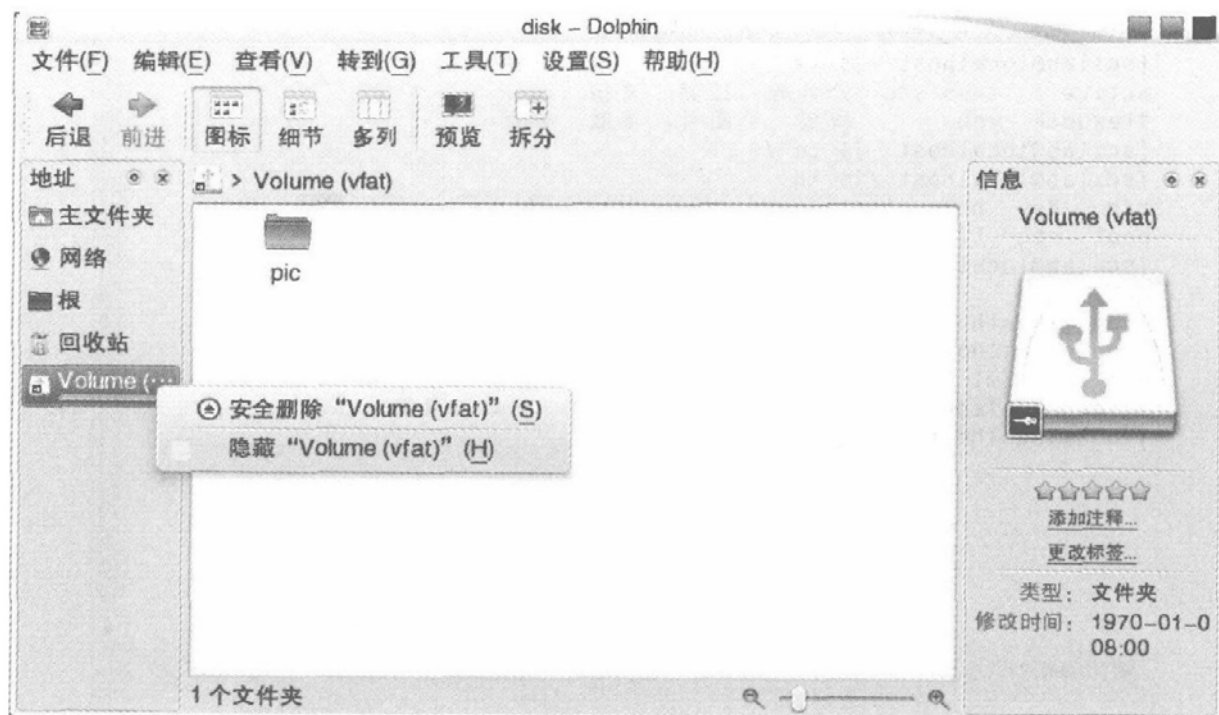 disk – Dolphin
文件(F) 编辑(E) 查看(V) 转到(G) 工具(T) 设置(S) 帮助(H)
后退 前进 图标 细节 多列 预览 拆分
地址
主文件夹
网络
根
回收站
Volume (…
> Volume (vfat)
pic
安全删除“Volume (vfat)” (S)
隐藏“Volume (vfat)” (H)
1 个文件夹
信息
Volume (vfat)
添加注释...
更改标签...
类型： 文件夹
修改时间： 1970–01–0
08:00